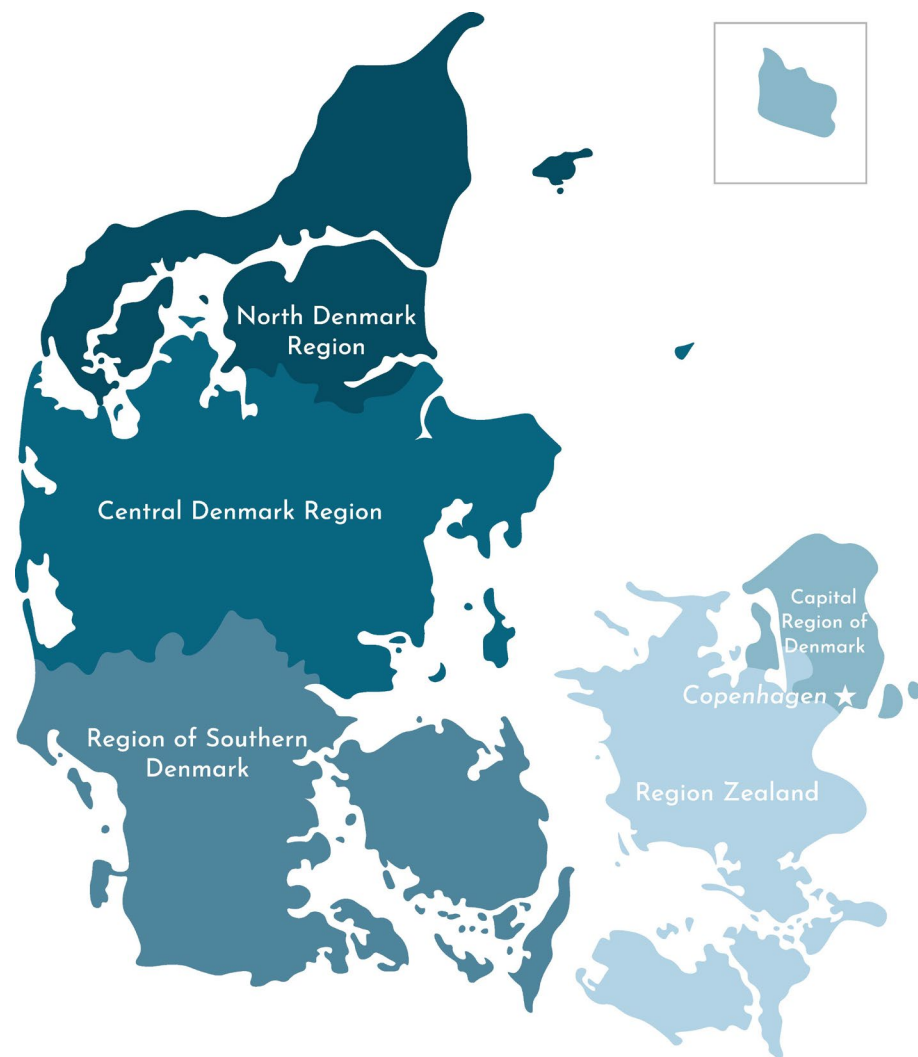 North Denmark
Region
Central Denmark Region
Capital
Region of
Denmark
Copenhagen
Region of Southern
Denmark
Region Zealand